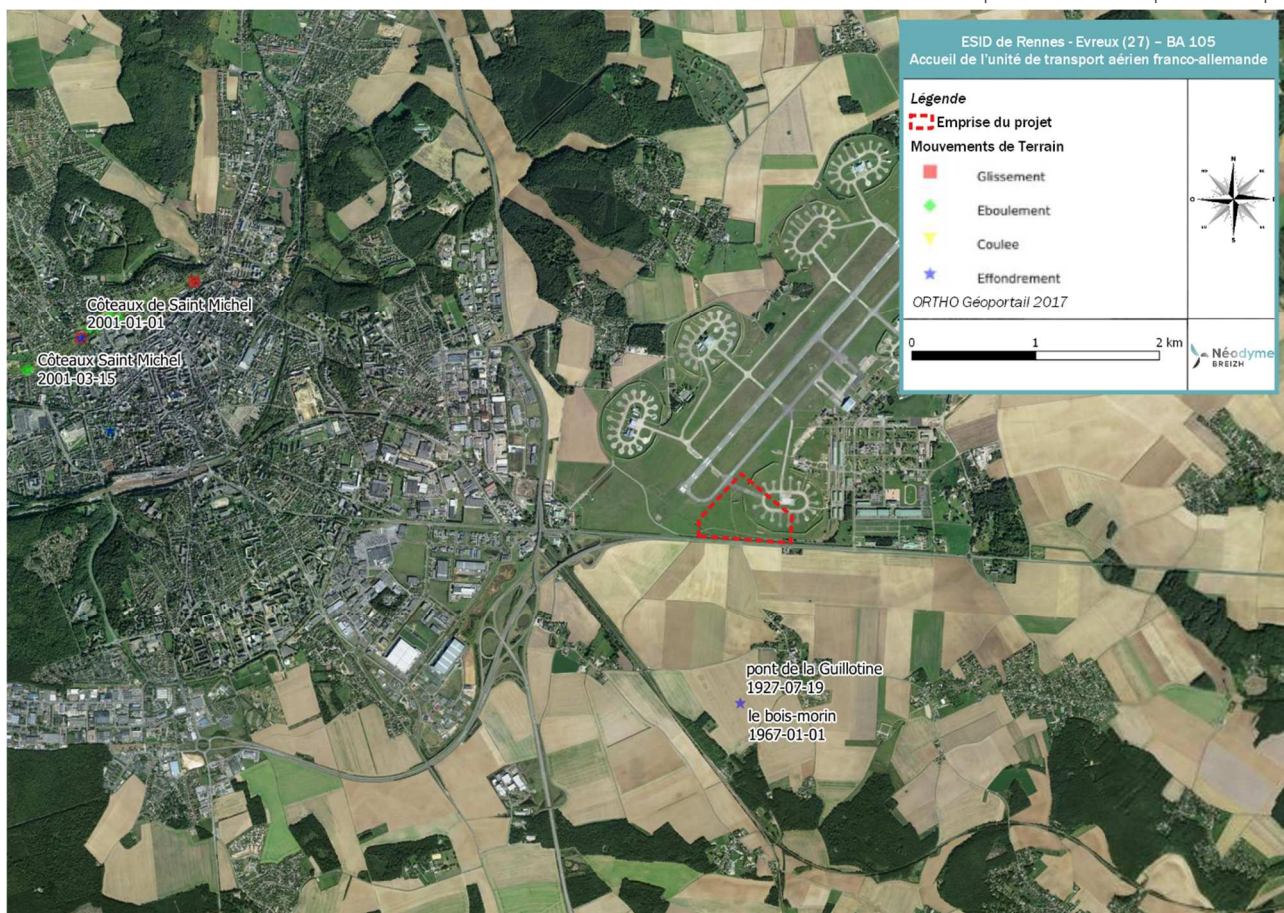 ESID de Rennes - Evreux (27) – BA 105
Accueil de l'unité de transport aérien franco-allemande
Légende
Emprise du projet
Mouvements de Terrain
Glissement
Eboulement
Coulee
Effondrement
ORTHO Géoportail 2017
0 1 2 km
Néodyme
BREIZH
N
O
S
Côteaux de Saint Michel
2001-01-01
Côteaux Saint Michel
2001-03-15
pont de la Guillotine
1927-07-19
le bois-morin
1967-01-01